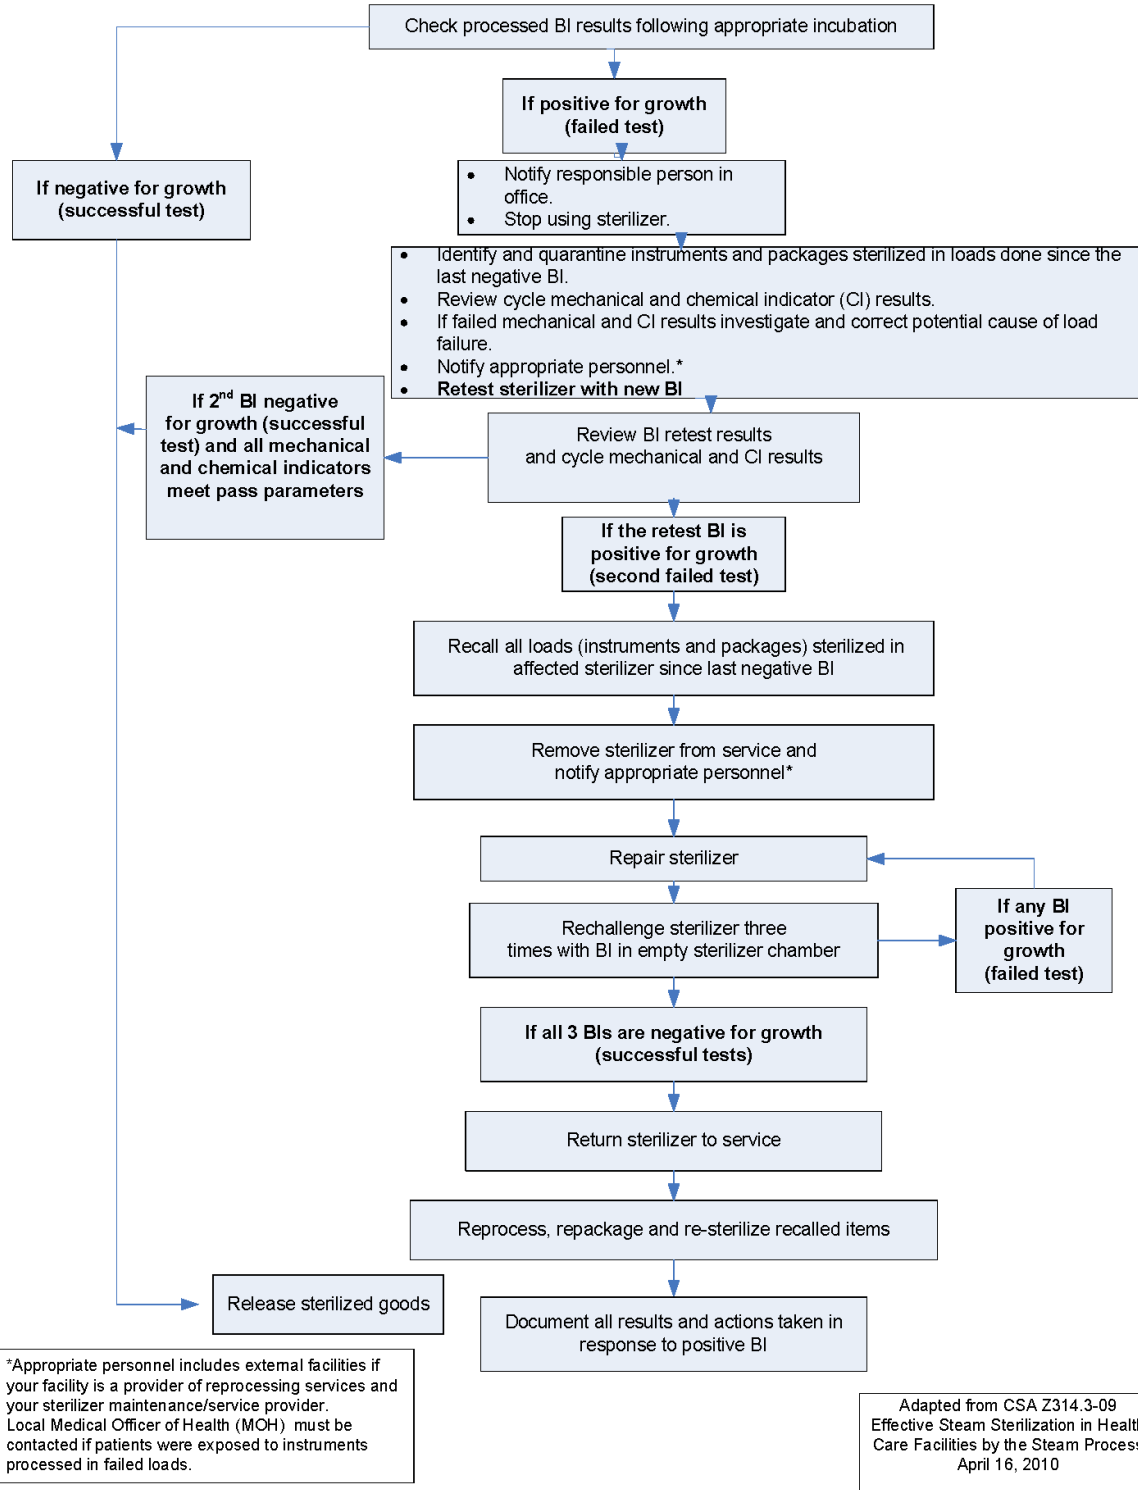 Check processed BI results following appropriate incubation
If positive for growth
(failed test)
If negative for growth
(successful test)
• Notify responsible person in
office.
• Stop using sterilizer.
• Identify and quarantine instruments and packages sterilized in loads done since the
last negative BI.
• Review cycle mechanical and chemical indicator (CI) results.
• If failed mechanical and CI results investigate and correct potential cause of load
failure.
• Notify appropriate personnel.*
• Retest sterilizer with new BI
If 2nd BI negative
for growth (successful
test) and all mechanical
and chemical indicators
meet pass parameters
Review BI retest results
and cycle mechanical and CI results
If the retest BI is
positive for growth
(second failed test)
Recall all loads (instruments and packages) sterilized in
affected sterilizer since last negative BI
Remove sterilizer from service and
notify appropriate personnel*
Repair sterilizer
Rechallenge sterilizer three
times with BI in empty sterilizer chamber
If any BI
positive for
growth
(failed test)
If all 3 BIs are negative for growth
(successful tests)
Return sterilizer to service
Reprocess, repackage and re-sterilize recalled items
Release sterilized goods
Document all results and actions taken in
response to positive BI
*Appropriate personnel includes external facilities if
your facility is a provider of reprocessing services and
your sterilizer maintenance/service provider.
Local Medical Officer of Health (MOH) must be
contacted if patients were exposed to instruments
processed in failed loads.
Adapted from CSA Z314.3-09
Effective Steam Sterilization in Health
Care Facilities by the Steam Process
April 16, 2010